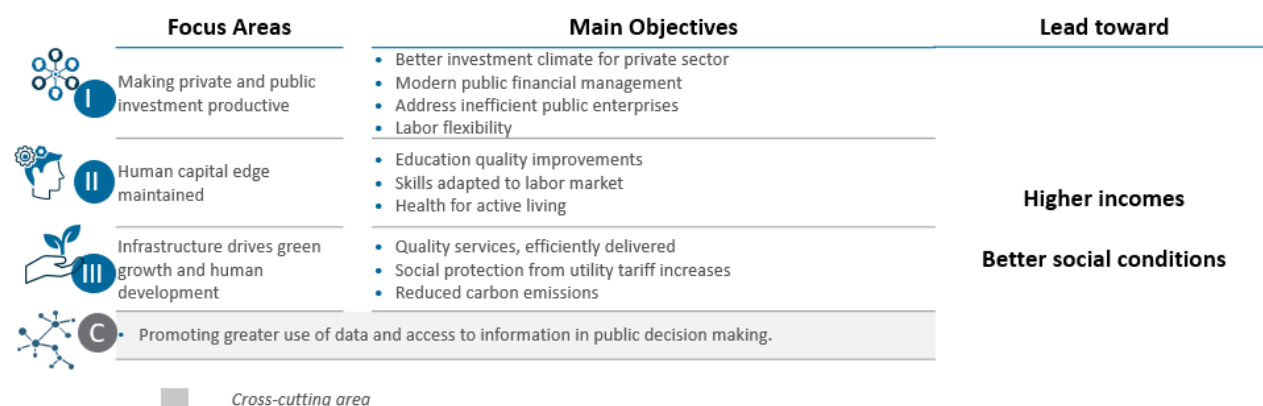 Focus Areas
Main Objectives
Lead toward
I
Making private and public
investment productive
• Better investment climate for private sector
• Modern public financial management
• Address inefficient public enterprises
• Labor flexibility
II
Human capital edge
maintained
• Education quality improvements
• Skills adapted to labor market
• Health for active living
III
Infrastructure drives green
growth and human
development
• Quality services, efficiently delivered
• Social protection from utility tariff increases
• Reduced carbon emissions
Higher incomes
Better social conditions
C
• Promoting greater use of data and access to information in public decision making.
Cross-cutting area